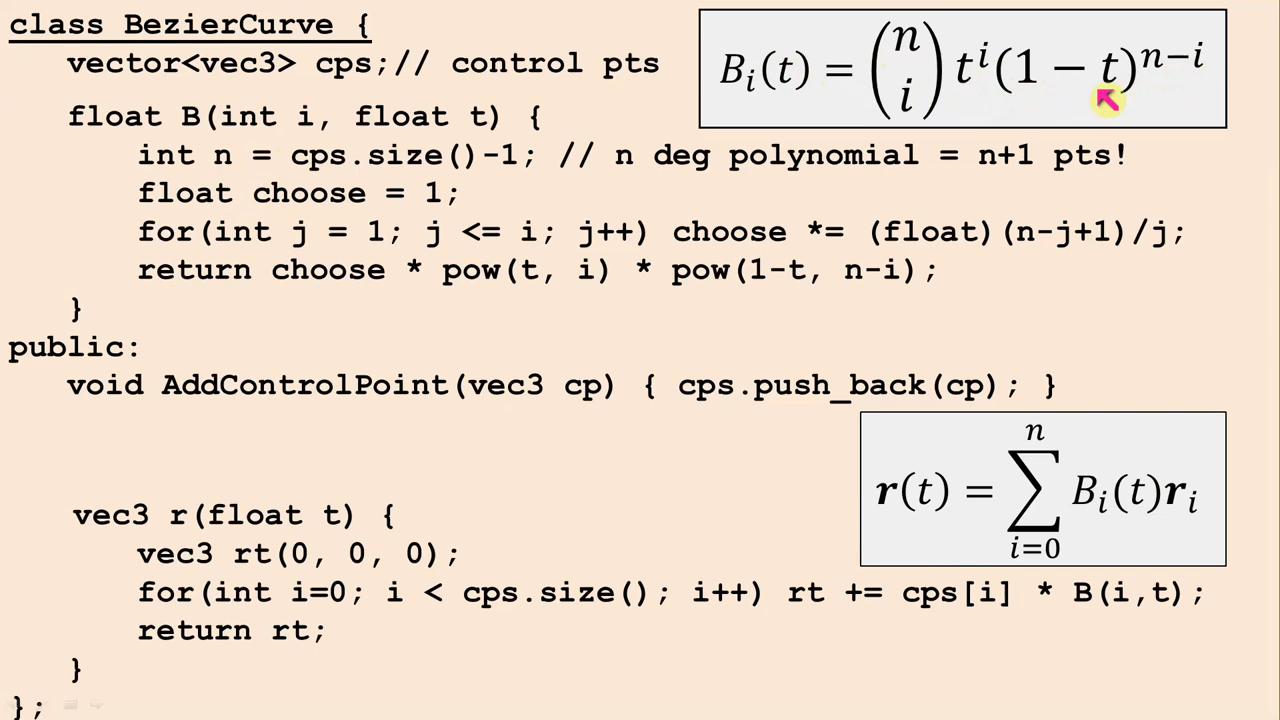 class BezierCurve {
vector<vec3> cps;// control pts
B_i(t) = \binom{n}{i} t^i (1 − t)^{n−i}
float B(int i, float t) {
int n = cps.size()-1; // n deg polynomial = n+1 pts!
float choose = 1;
for(int j = 1; j <= i; j++) choose *= (float)(n-j+1)/j;
return choose * pow(t, i) * pow(1-t, n-i);
}
public:
void AddControlPoint(vec3 cp) { cps.push_back(cp); }
r(t) = \sum_{i=0}^{n} B_i(t) r_i
vec3 r(float t) {
vec3 rt(0, 0, 0);
for(int i=0; i < cps.size(); i++) rt += cps[i] * B(i,t);
return rt;
}
};